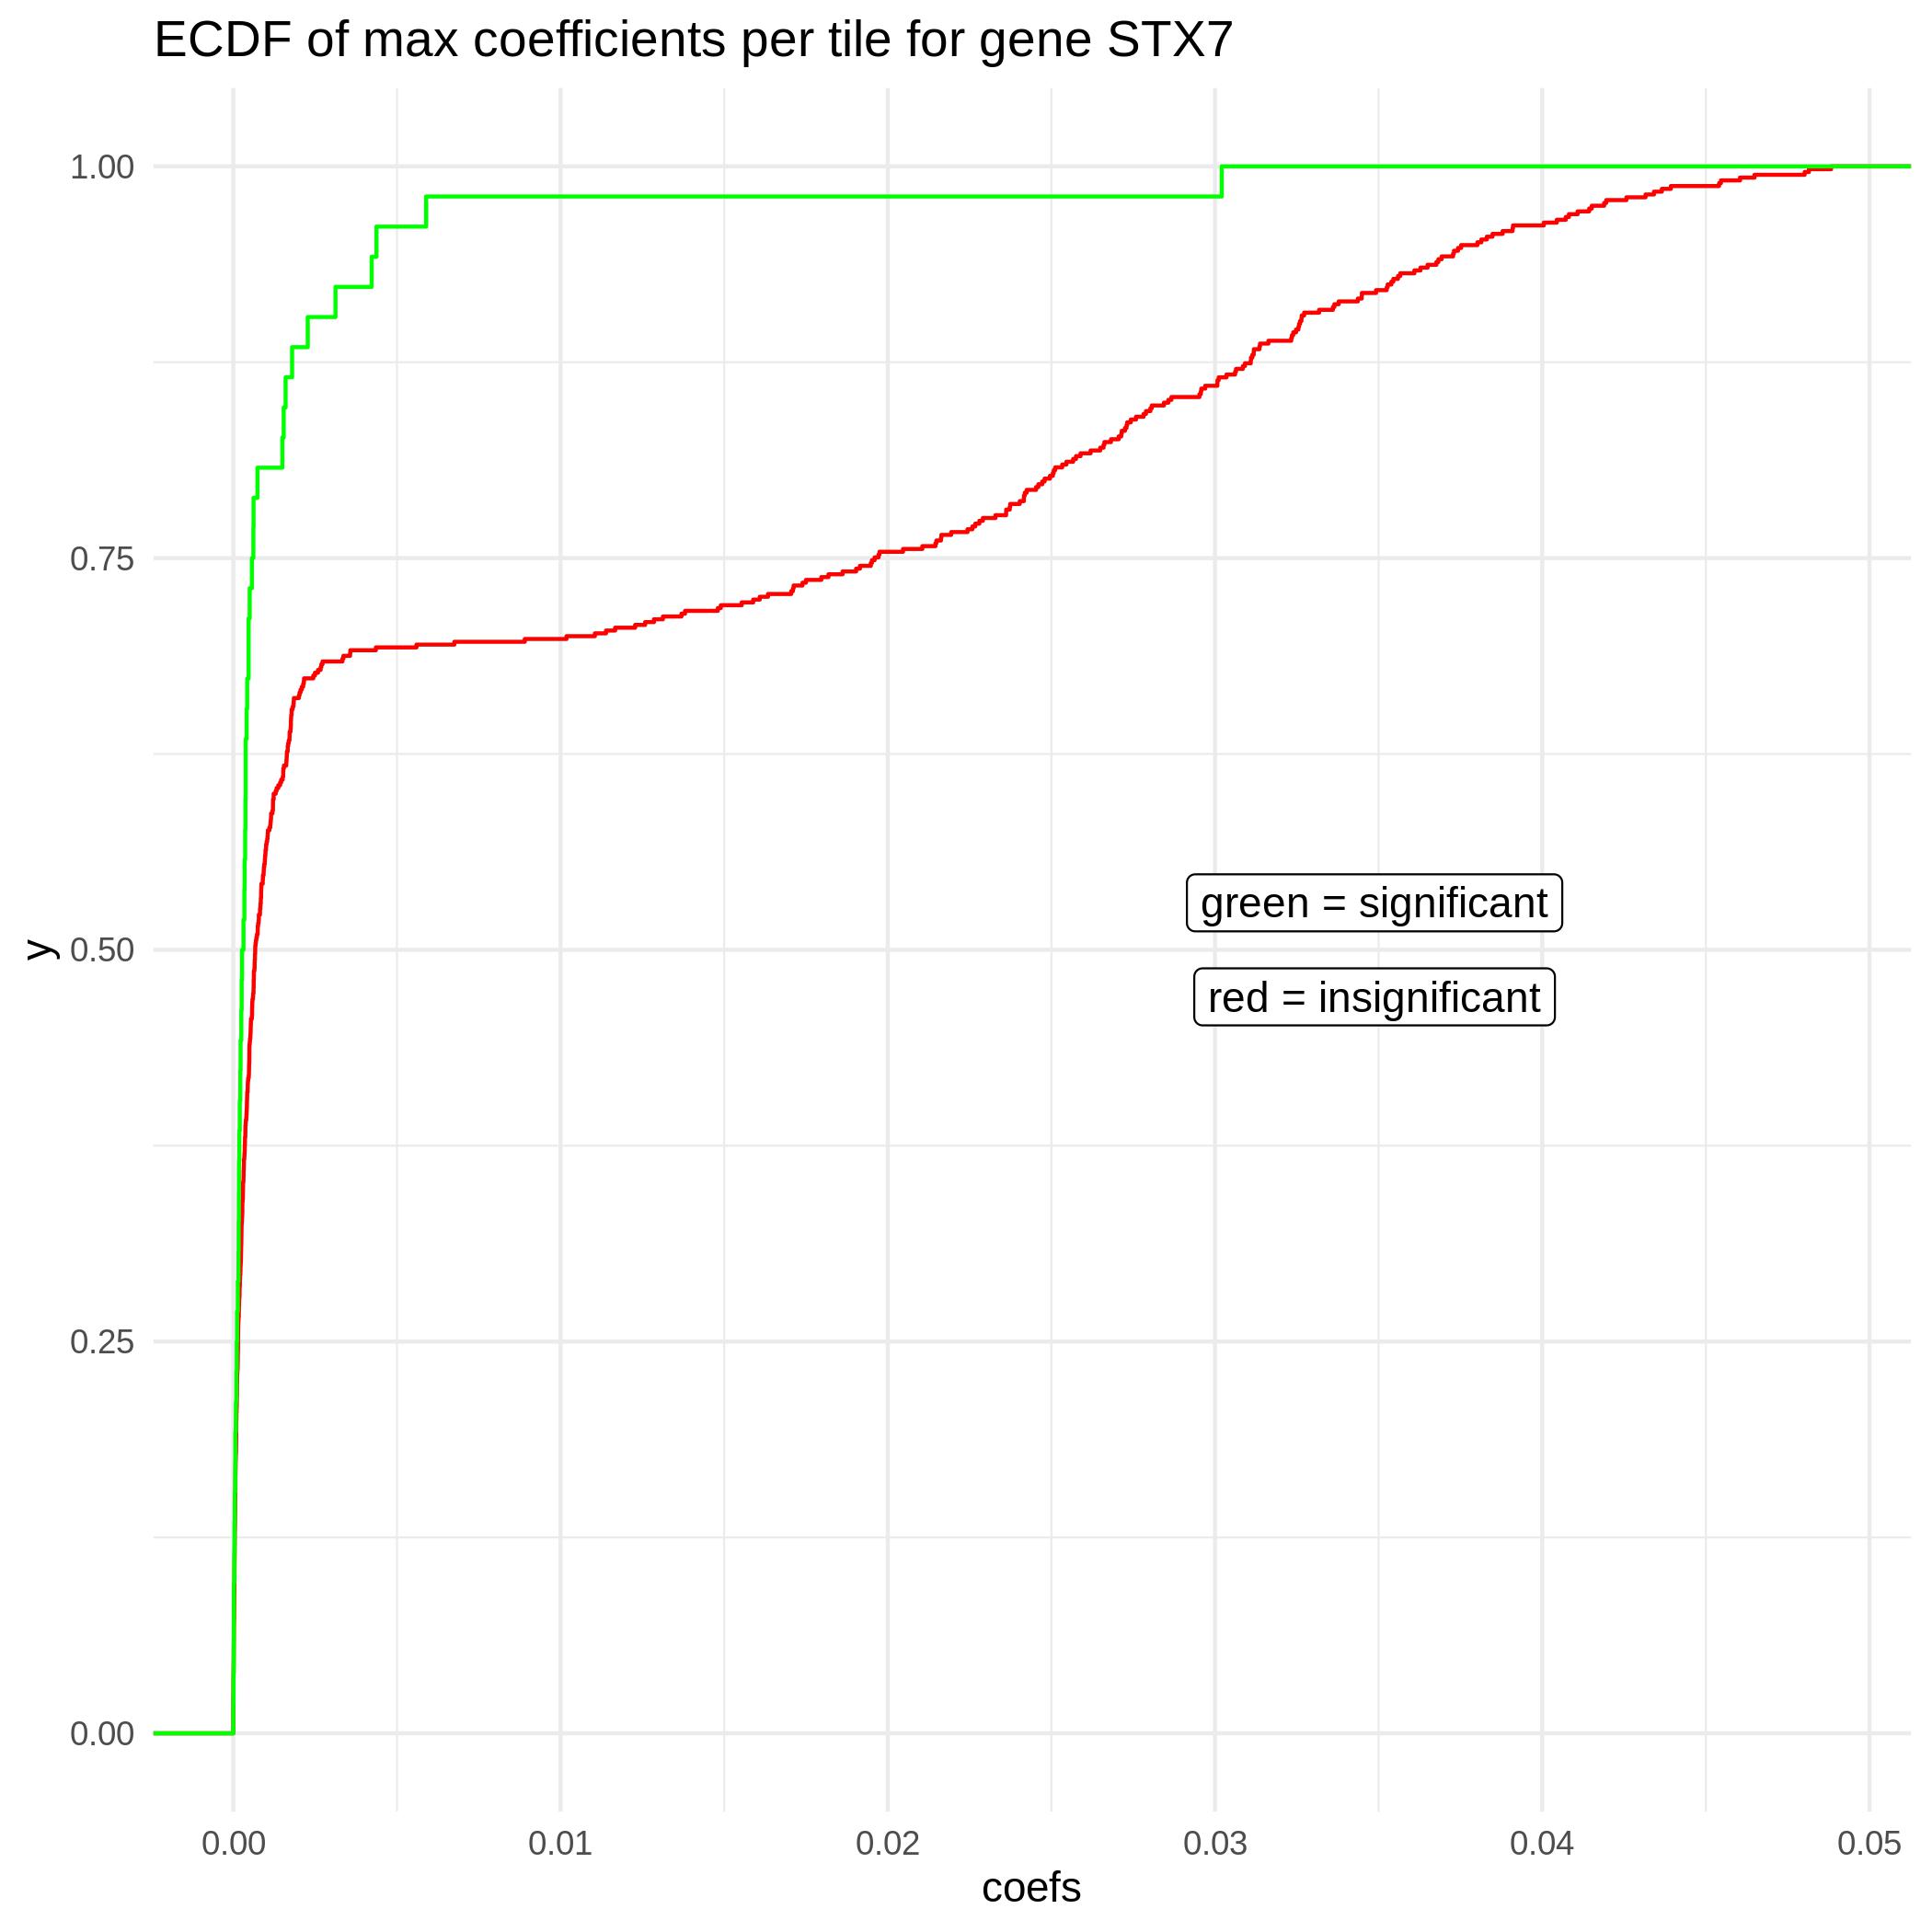 ECDF of max coefficients per tile for gene STX7
1.00
0.75
0.50
0.25
0.00
y
green = significant
red = insignificant
0.00 0.01 0.02 0.03 0.04 0.05
coefs